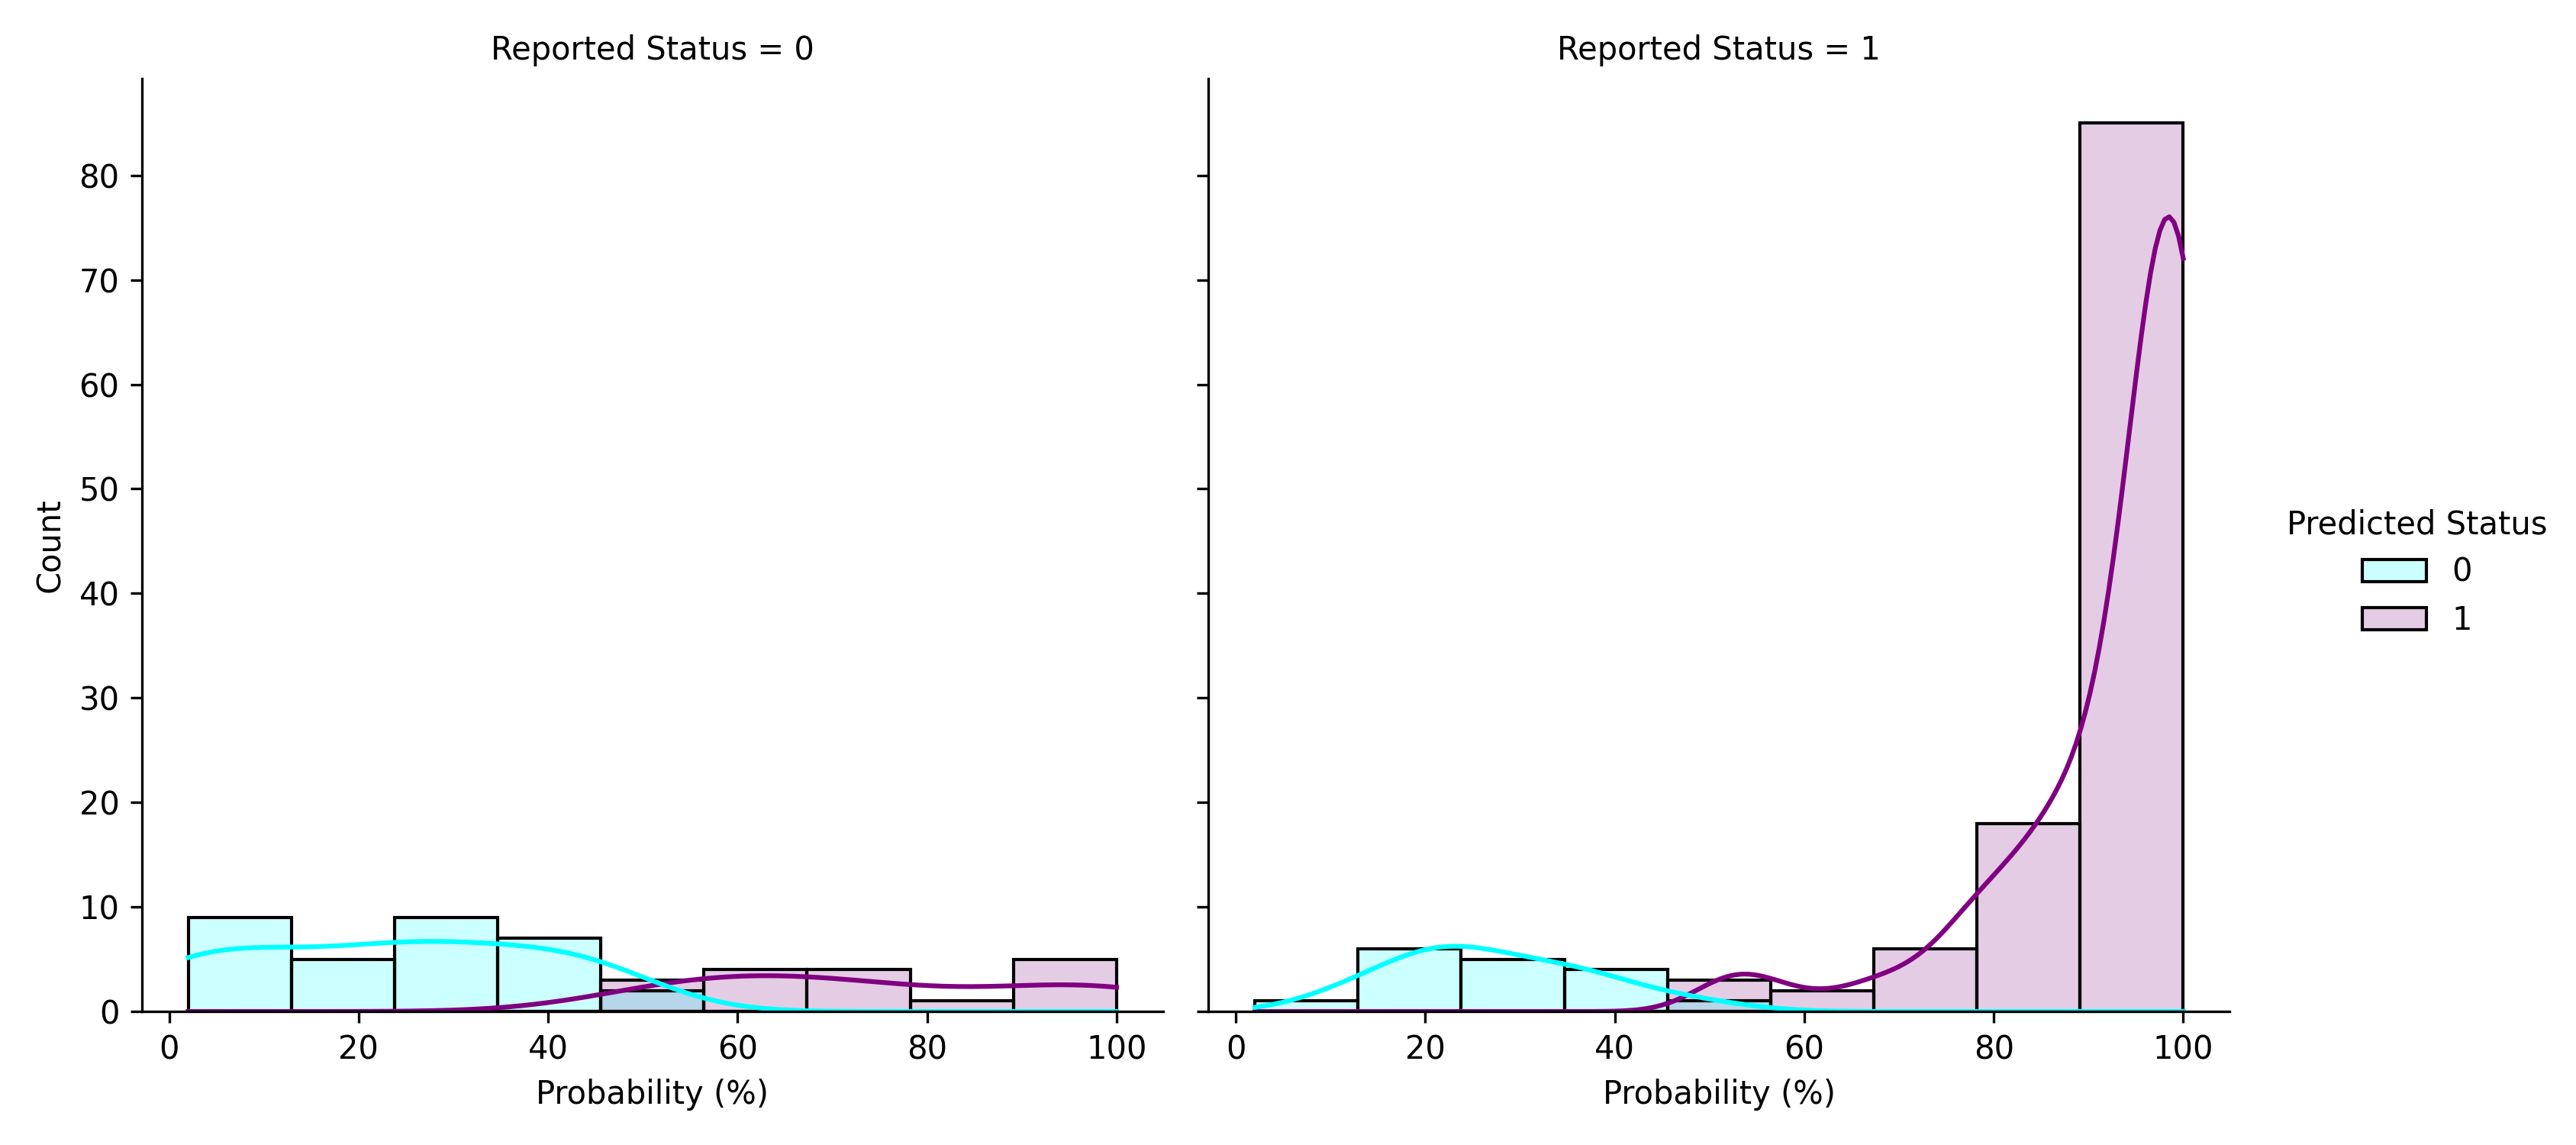 Reported Status = 0
Reported Status = 1
Count
80
70
60
50
40
30
20
10
0
0 20 40 60 80 100
0 20 40 60 80 100
Probability (%)
Probability (%)
Predicted Status
0
1